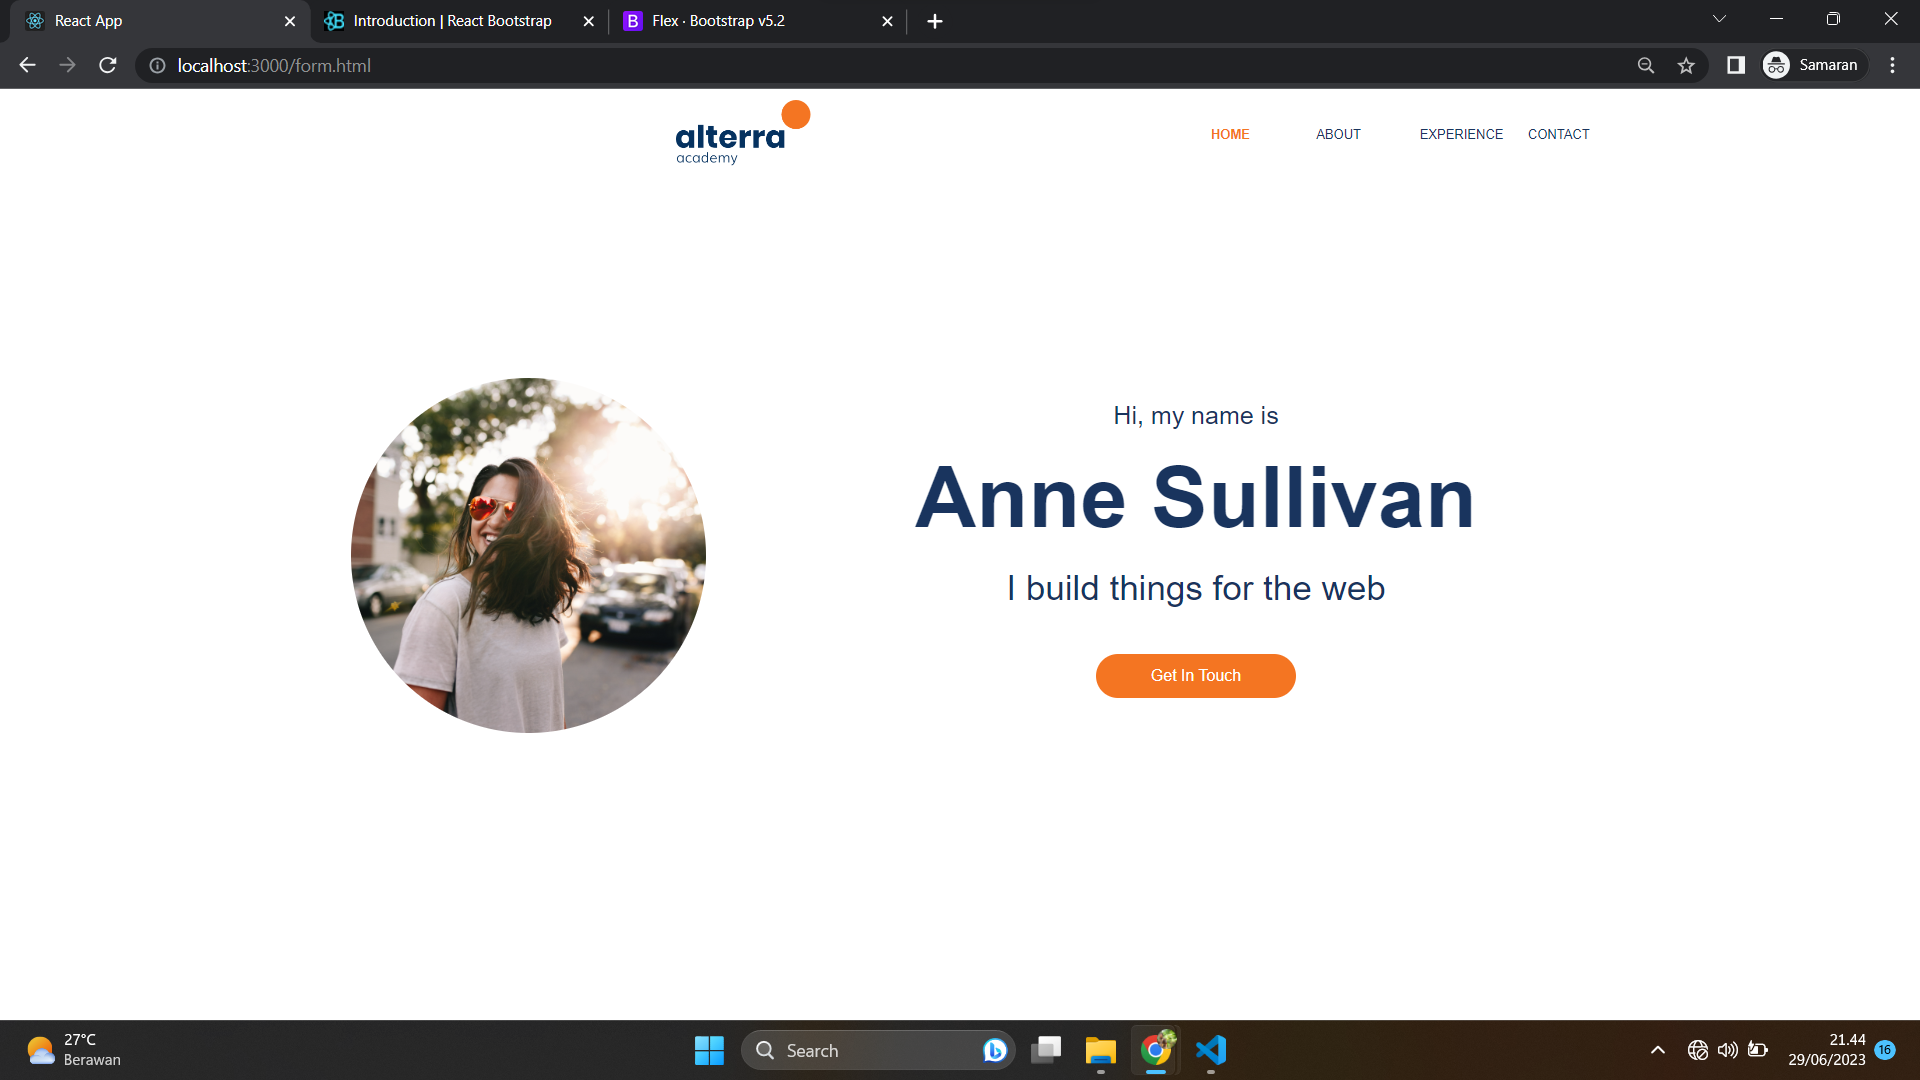 React App
Introduction | React Bootstrap
B
Flex · Bootstrap v5.2
localhost:3000/form.html
Samaran
alterra
academy
HOME
ABOUT
EXPERIENCE
CONTACT
Hi, my name is
Anne Sullivan
I build things for the web
Get In Touch
27°C
Berawan
Search
21.44
29/06/2023
16